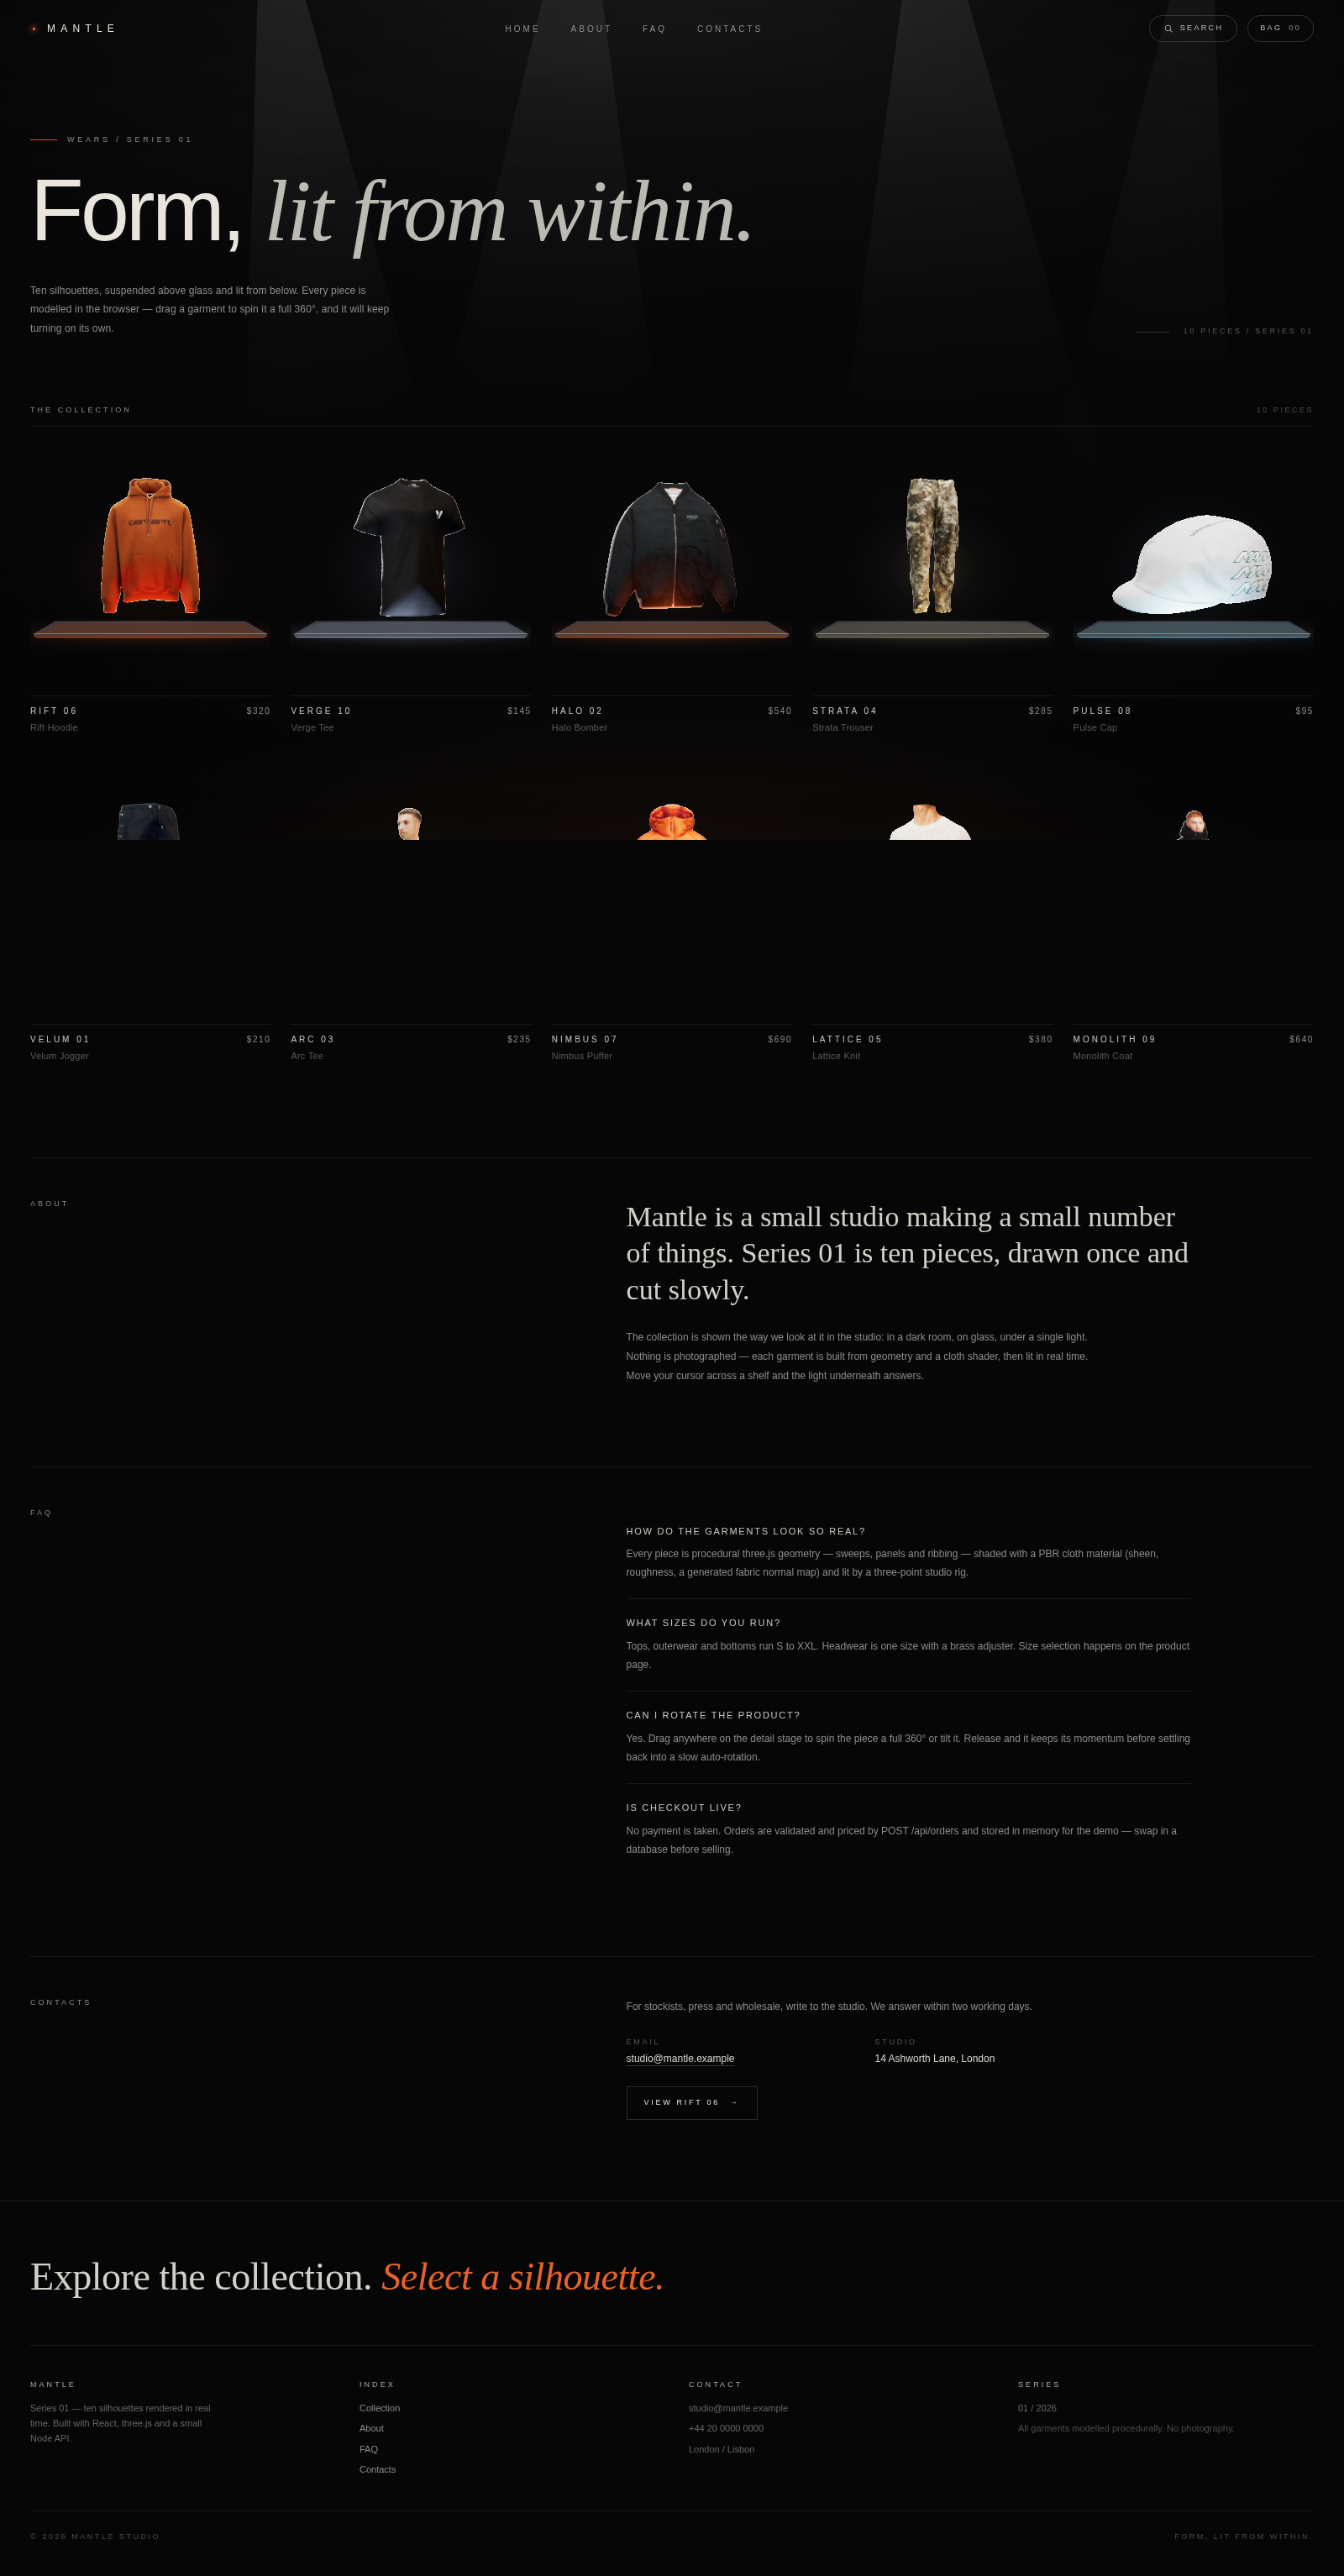 MANTLE
HOME
ABOUT
FAQ
CONTACTS
SEARCH
BAG 00
WEARS / SERIES 01
Form, lit from within.
Ten silhouettes, suspended above glass and lit from below. Every piece is
modelled in the browser — drag a garment to spin it a full 360°, and it will keep
turning on its own.
10 PIECES / SERIES 01
THE COLLECTION
10 PIECES
carhartt
HALO
RIFT 06
$320
Rift Hoodie
VERGE 10
$145
Verge Tee
HALO 02
$540
Halo Bomber
STRATA 04
$285
Strata Trouser
PULSE 08
$95
Pulse Cap
VELUM 01
$210
Velum Jogger
ARC 03
$235
Arc Tee
NIMBUS 07
$690
Nimbus Puffer
LATTICE 05
$380
Lattice Knit
MONOLITH 09
$640
Monolith Coat
ABOUT
Mantle is a small studio making a small number
of things. Series 01 is ten pieces, drawn once and
cut slowly.
The collection is shown the way we look at it in the studio: in a dark room, on glass, under a single light.
Nothing is photographed — each garment is built from geometry and a cloth shader, then lit in real time.
Move your cursor across a shelf and the light underneath answers.
FAQ
HOW DO THE GARMENTS LOOK SO REAL?
Every piece is procedural three.js geometry — sweeps, panels and ribbing — shaded with a PBR cloth material (sheen,
roughness, a generated fabric normal map) and lit by a three-point studio rig.
WHAT SIZES DO YOU RUN?
Tops, outerwear and bottoms run S to XXL. Headwear is one size with a brass adjuster. Size selection happens on the product
page.
CAN I ROTATE THE PRODUCT?
Yes. Drag anywhere on the detail stage to spin the piece a full 360° or tilt it. Release and it keeps its momentum before settling
back into a slow auto-rotation.
IS CHECKOUT LIVE?
No payment is taken. Orders are validated and priced by POST /api/orders and stored in memory for the demo — swap in a
database before selling.
CONTACTS
For stockists, press and wholesale, write to the studio. We answer within two working days.
EMAIL
studio@mantle.example
STUDIO
14 Ashworth Lane, London
VIEW RIFT 06 →
Explore the collection. Select a silhouette.
MANTLE
Series 01 — ten silhouettes rendered in real
time. Built with React, three.js and a small
Node API.
INDEX
Collection
About
FAQ
Contacts
CONTACT
studio@mantle.example
+44 20 0000 0000
London / Lisbon
SERIES
01 / 2026
All garments modelled procedurally. No photography.
© 2026 MANTLE STUDIO
FORM, LIT FROM WITHIN.